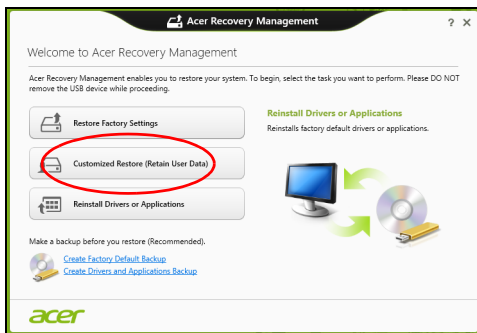 Acer Recovery Management
? X
Welcome to Acer Recovery Management
Acer Recovery Management enables you to restore your system. To begin, select the task you want to perform. Please DO NOT
remove the USB device while proceeding.
Restore Factory Settings
Customized Restore (Retain User Data)
Reinstall Drivers or Applications
Reinstall Drivers or Applications
Reinstalls factory default drivers or applications.
Make a backup before you restore (Recommended).
Create Factory Default Backup
Create Drivers and Applications Backup
acer